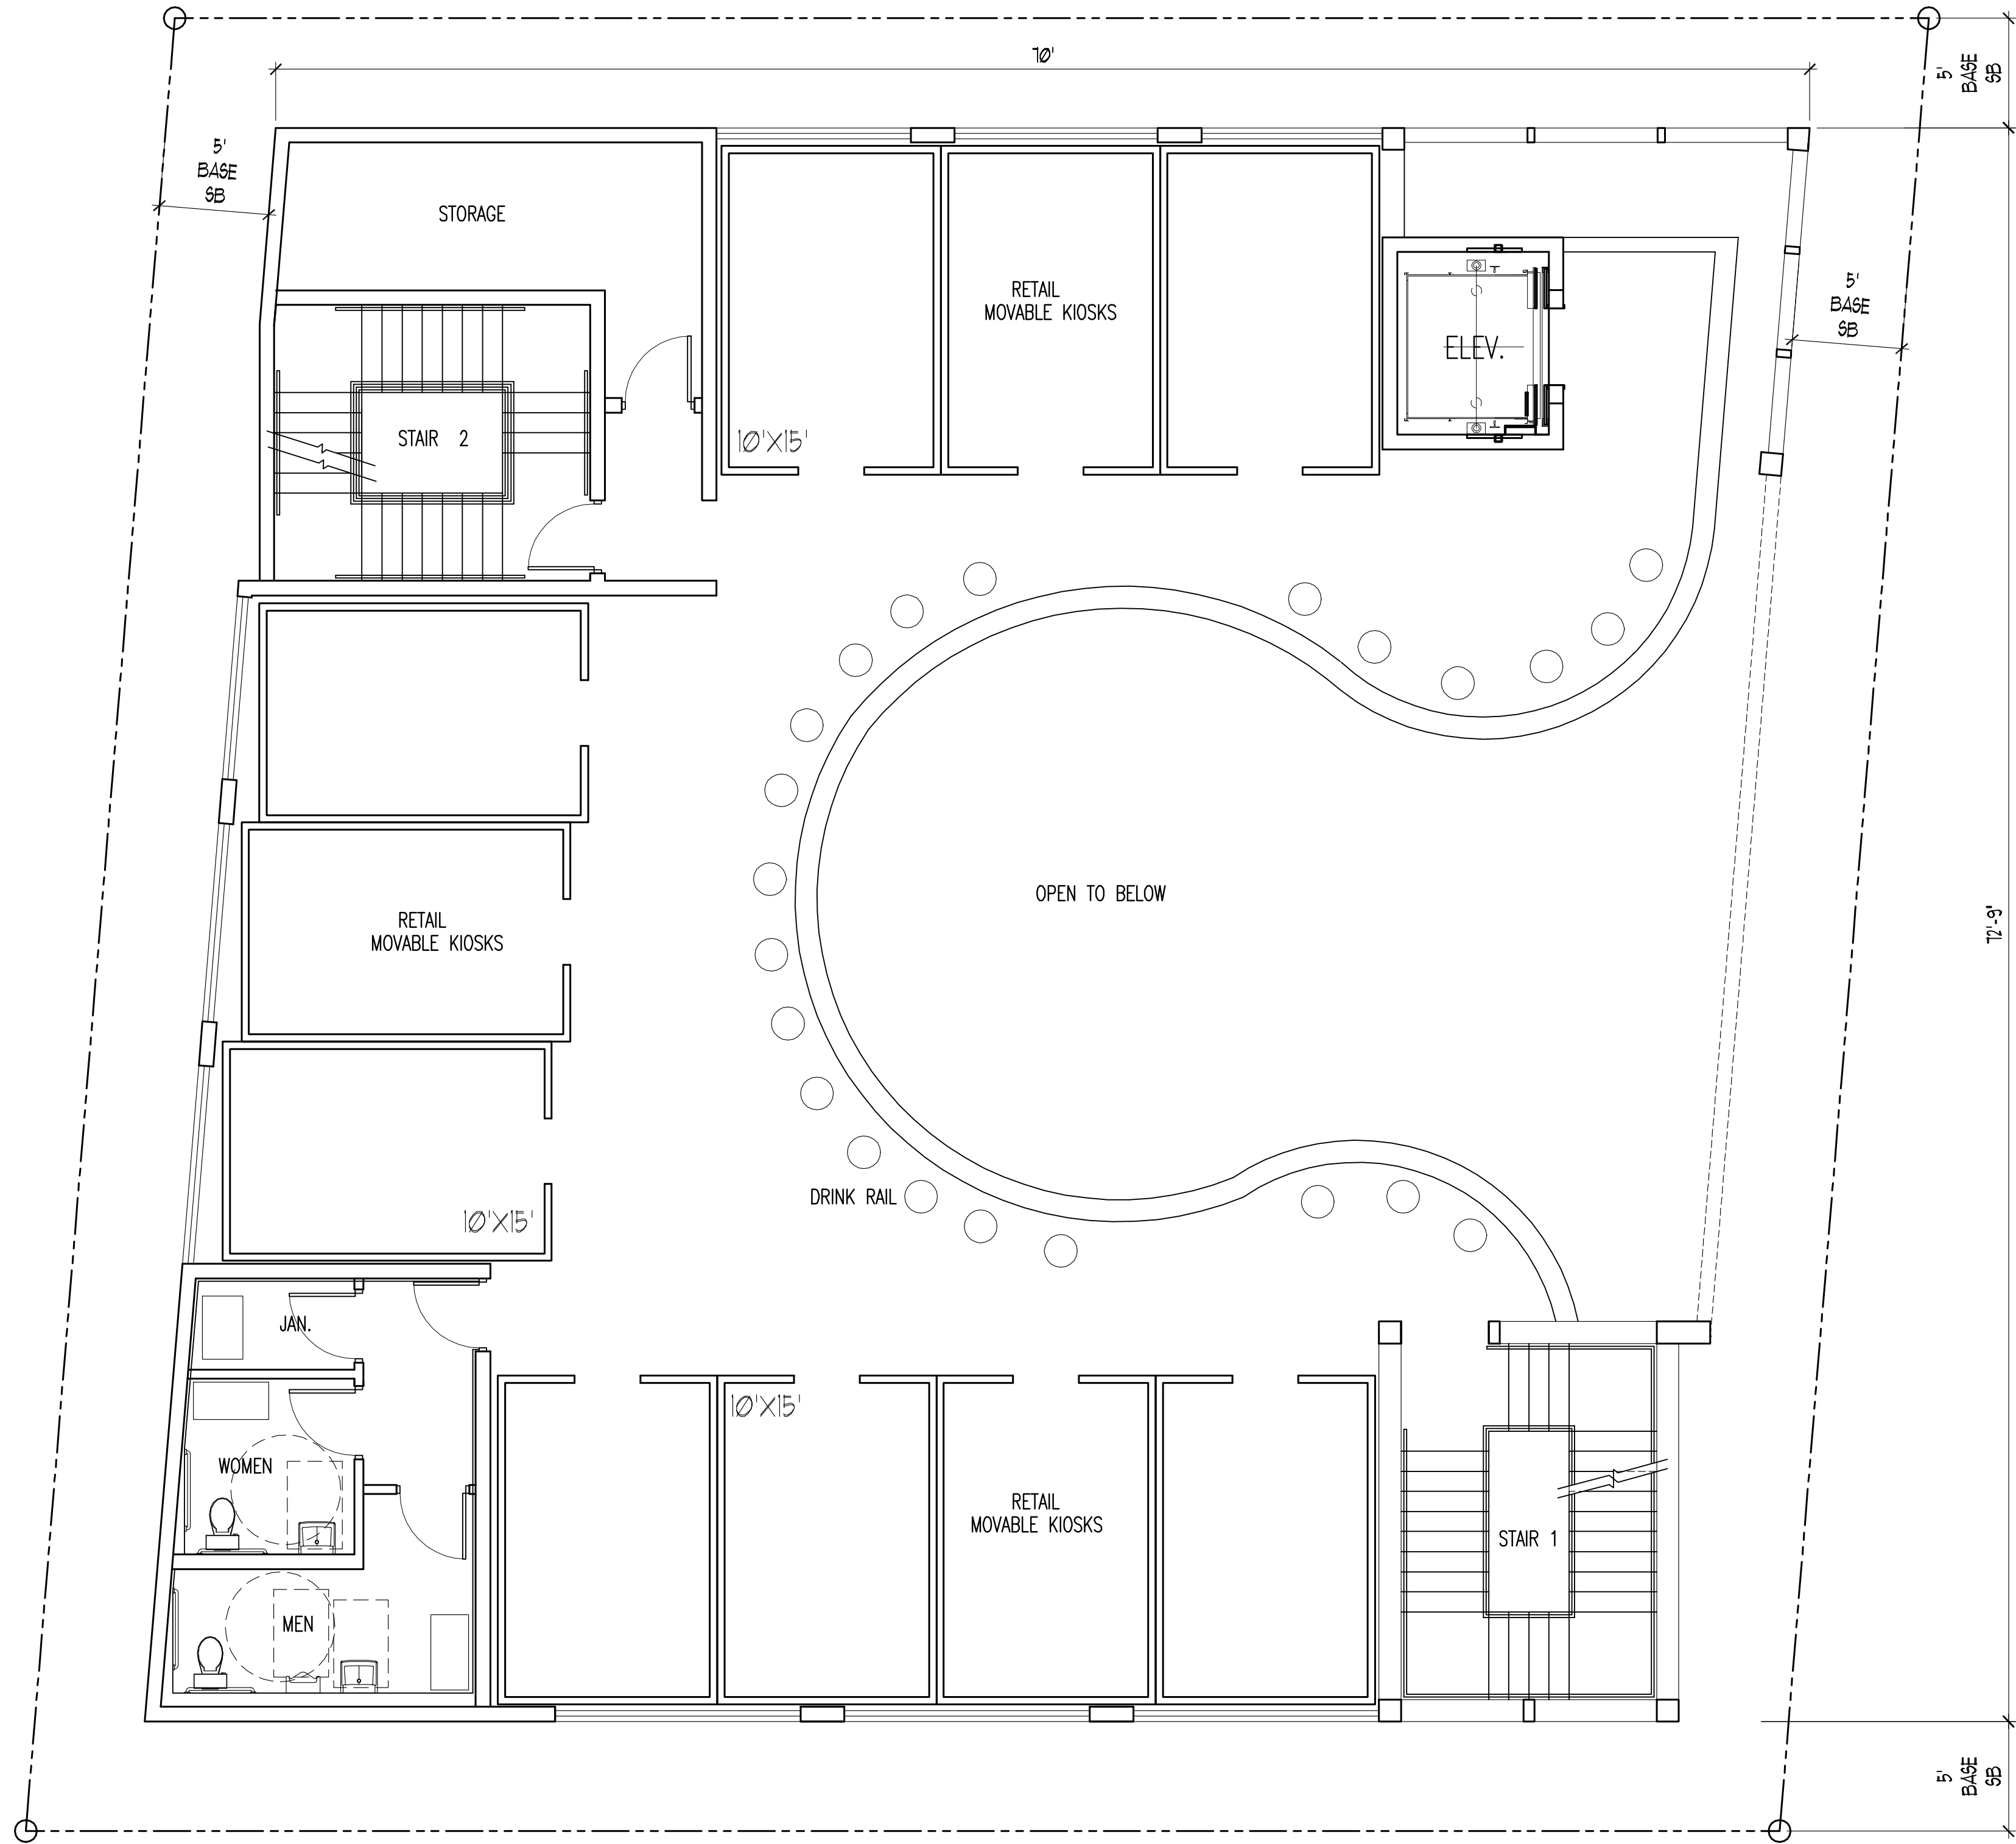 70'
5'
BASE
SB
5'
BASE
SB
STORAGE
RETAIL
MOVABLE KIOSKS
5'
BASE
SB
ELEV.
STAIR 2
10'X15'
OPEN TO BELOW
RETAIL
MOVABLE KIOSKS
72'-9"
DRINK RAIL
10'X15'
JAN.
10'X15'
WOMEN
RETAIL
MOVABLE KIOSKS
STAIR 1
MEN
5'
BASE
SB